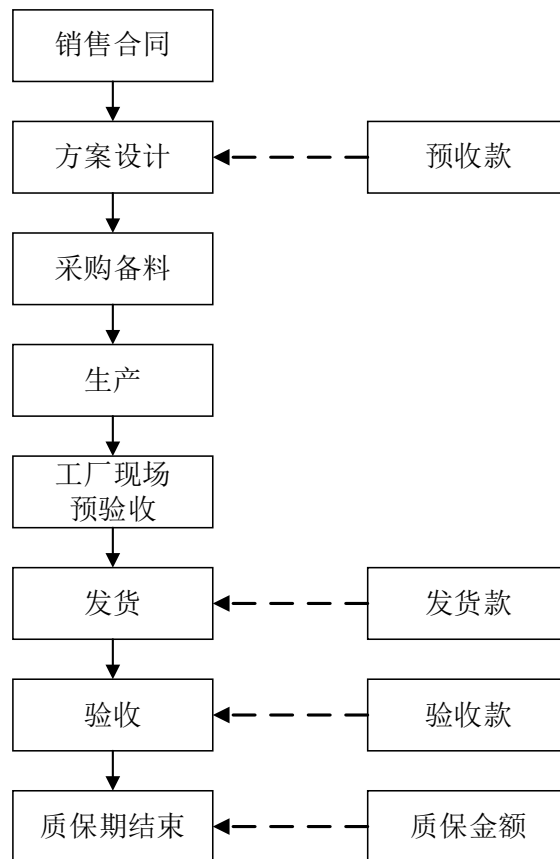 销售合同
方案设计
预收款
采购备料
生产
工厂现场
预验收
发货
发货款
验收
验收款
质保期结束
质保金额